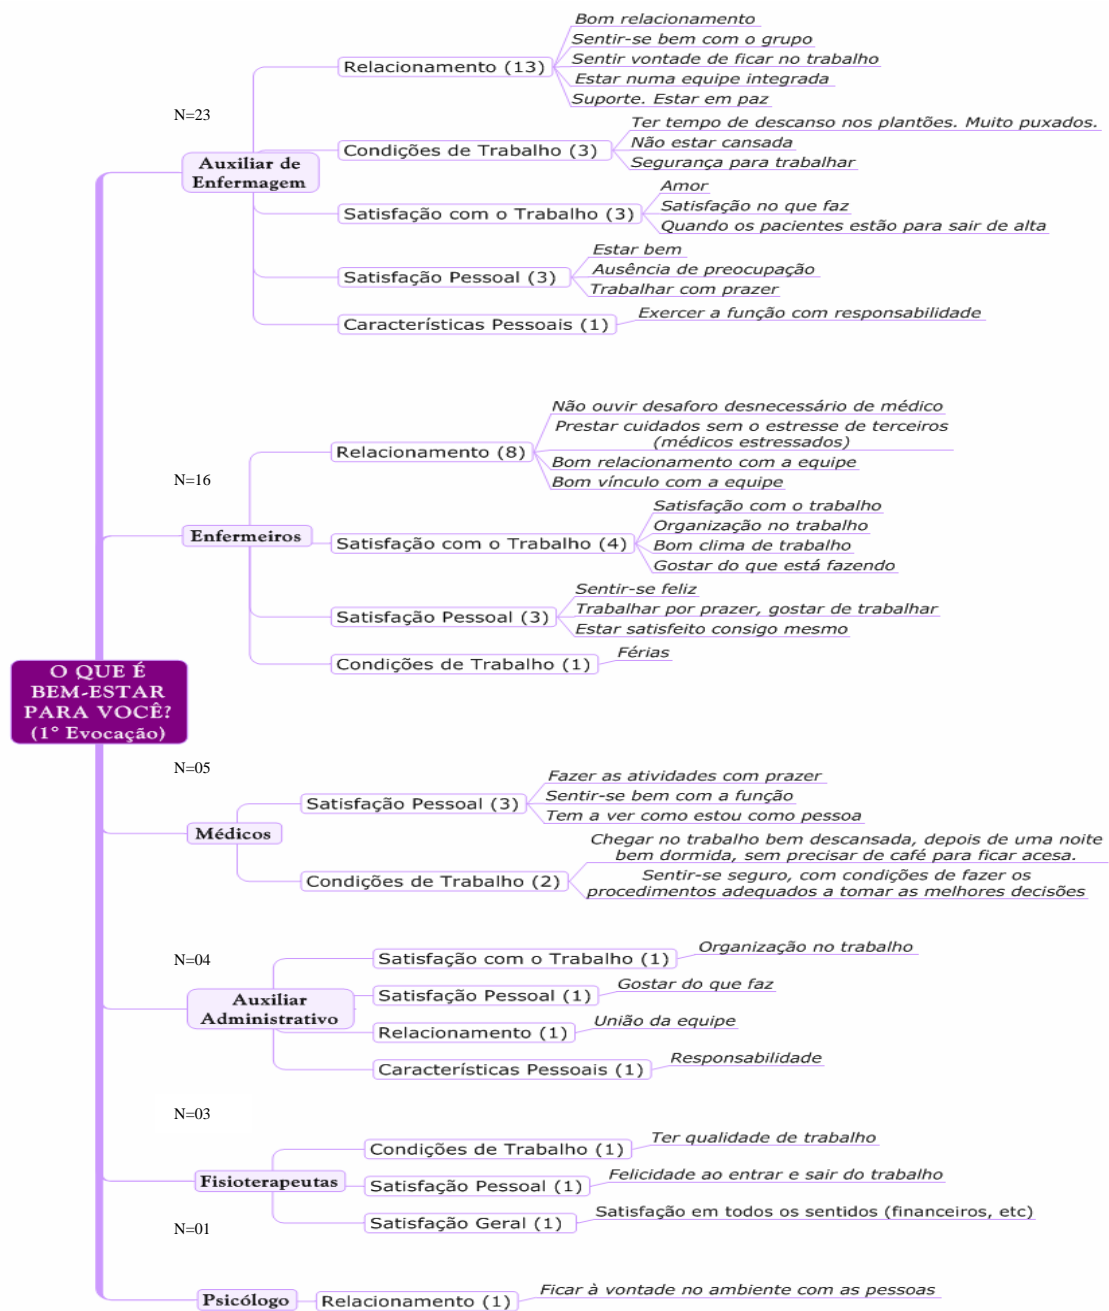 O QUE É
BEM-ESTAR
PARA VOCÊ?
(1° Evocação)
N=23
Auxiliar de
Enfermagem
Relacionamento (13)
Bom relacionamento
Sentir-se bem com o grupo
Sentir vontade de ficar no trabalho
Estar numa equipe integrada
Suporte. Estar em paz
Condições de Trabalho (3)
Ter tempo de descanso nos plantões. Muito puxados.
Não estar cansada
Segurança para trabalhar
Satisfação com o Trabalho (3)
Amor
Satisfação no que faz
Quando os pacientes estão para sair de alta
Satisfação Pessoal (3)
Estar bem
Ausência de preocupação
Trabalhar com prazer
Características Pessoais (1)
Exercer a função com responsabilidade
N=16
Enfermeiros
Relacionamento (8)
Não ouvir desaforo desnecessário de médico
Prestar cuidados sem o estresse de terceiros
(médicos estressados)
Bom relacionamento com a equipe
Bom vínculo com a equipe
Satisfação com o Trabalho (4)
Satisfação com o trabalho
Organização no trabalho
Bom clima de trabalho
Gostar do que está fazendo
Satisfação Pessoal (3)
Sentir-se feliz
Trabalhar por prazer, gostar de trabalhar
Estar satisfeito consigo mesmo
Condições de Trabalho (1)
Férias
N=05
Médicos
Satisfação Pessoal (3)
Fazer as atividades com prazer
Sentir-se bem com a função
Tem a ver como estou como pessoa
Condições de Trabalho (2)
Chegar no trabalho bem descansada, depois de uma noite
bem dormida, sem precisar de café para ficar acesa.
Sentir-se seguro, com condições de fazer os
procedimentos adequados a tomar as melhores decisões
N=04
Auxiliar
Administrativo
Satisfação com o Trabalho (1)
Organização no trabalho
Satisfação Pessoal (1)
Gostar do que faz
Relacionamento (1)
União da equipe
Características Pessoais (1)
Responsabilidade
N=03
Fisioterapeutas
Condições de Trabalho (1)
Ter qualidade de trabalho
Satisfação Pessoal (1)
Felicidade ao entrar e sair do trabalho
Satisfação Geral (1)
Satisfação em todos os sentidos (financeiros, etc)
N=01
Psicólogo
Relacionamento (1)
Ficar à vontade no ambiente com as pessoas